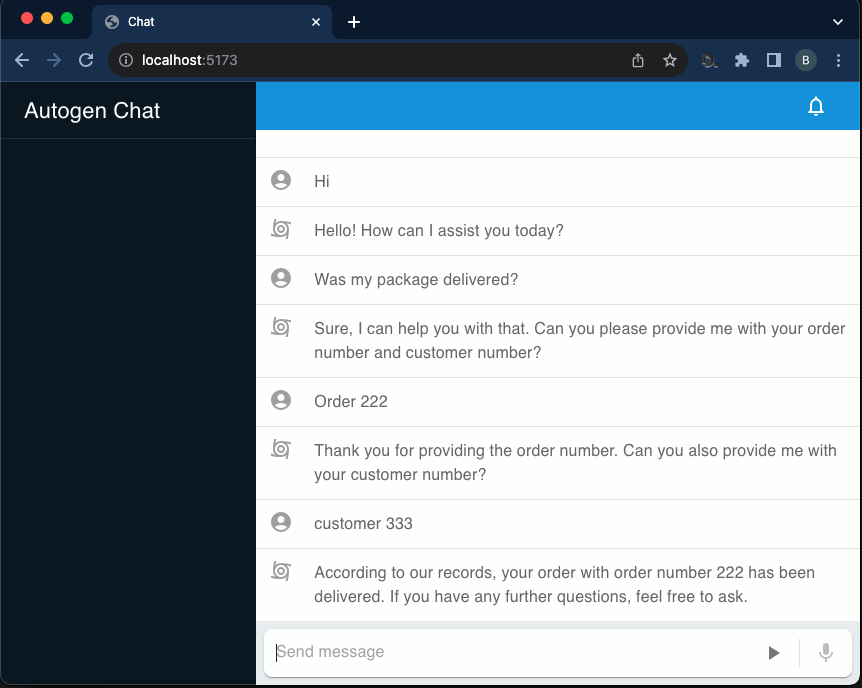 Chat
localhost:5173
B
Autogen Chat
Hi
Hello! How can I assist you today?
Was my package delivered?
Sure, I can help you with that. Can you please provide me with your order
number and customer number?
Order 222
Thank you for providing the order number. Can you also provide me with
your customer number?
customer 333
According to our records, your order with order number 222 has been
delivered. If you have any further questions, feel free to ask.
Send message